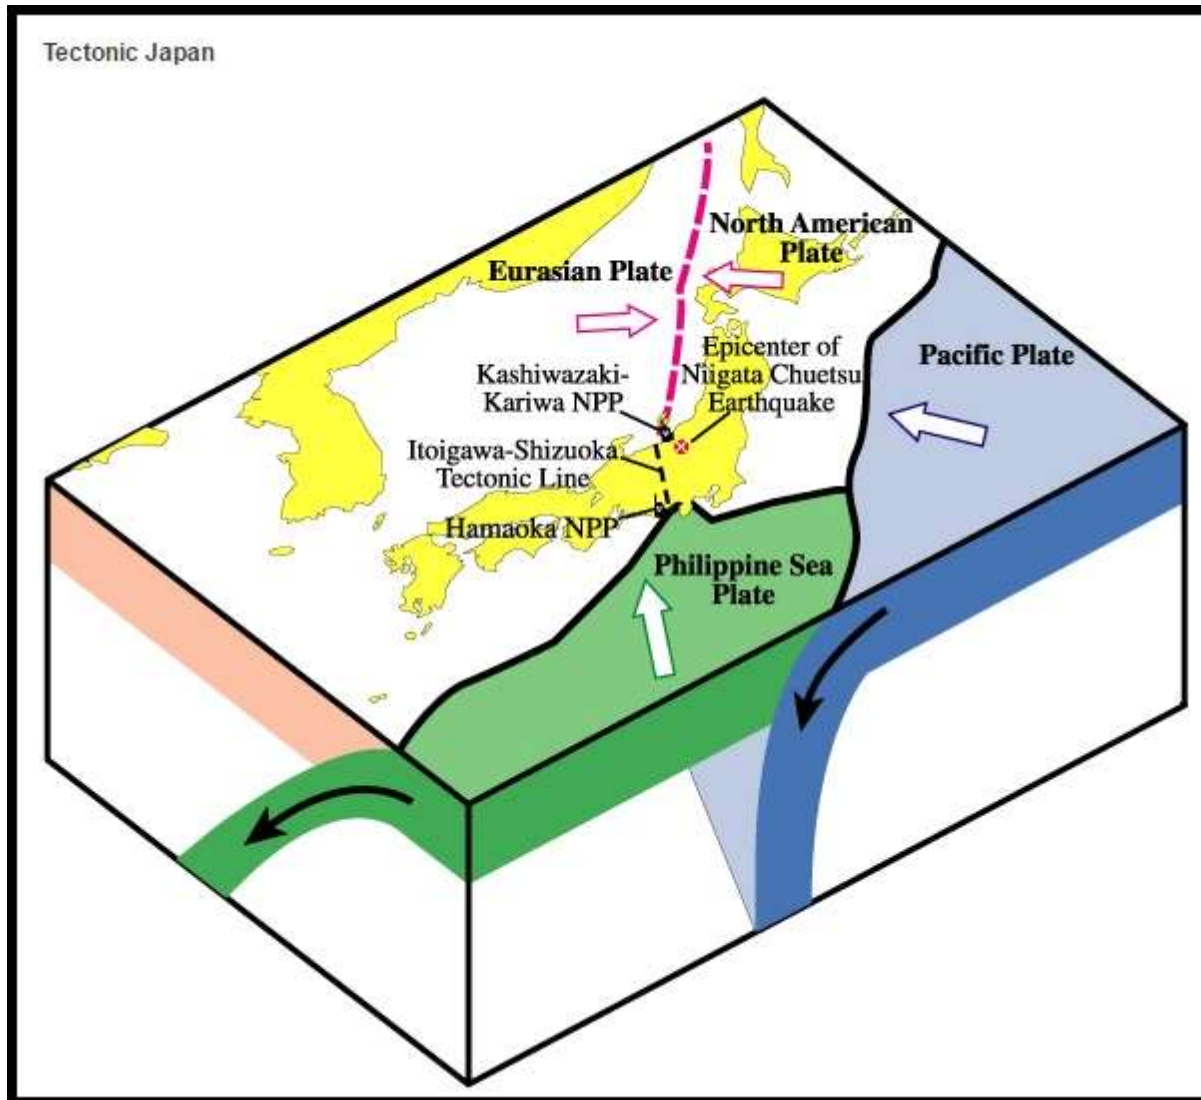 Tectonic Japan
North American
Plate
Eurasian Plate
Pacific Plate
Epicenter of
Niigata Chuetsu
Earthquake
Kashiwazaki-
Kariwa NPP
Itoigawa-Shizuoka
Tectonic Line
Hamaoka NPP
Philippine Sea
Plate